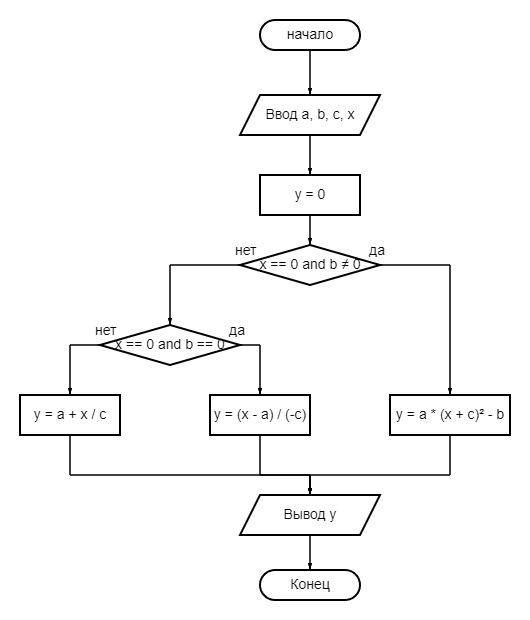 начало
Ввод a, b, c, x
y = 0
нет
да
x == 0 and b ≠ 0
нет
да
x == 0 and b == 0
y = a + x / c
y = (x - a) / (-c)
y = a * (x + c)² - b
Вывод y
Конец